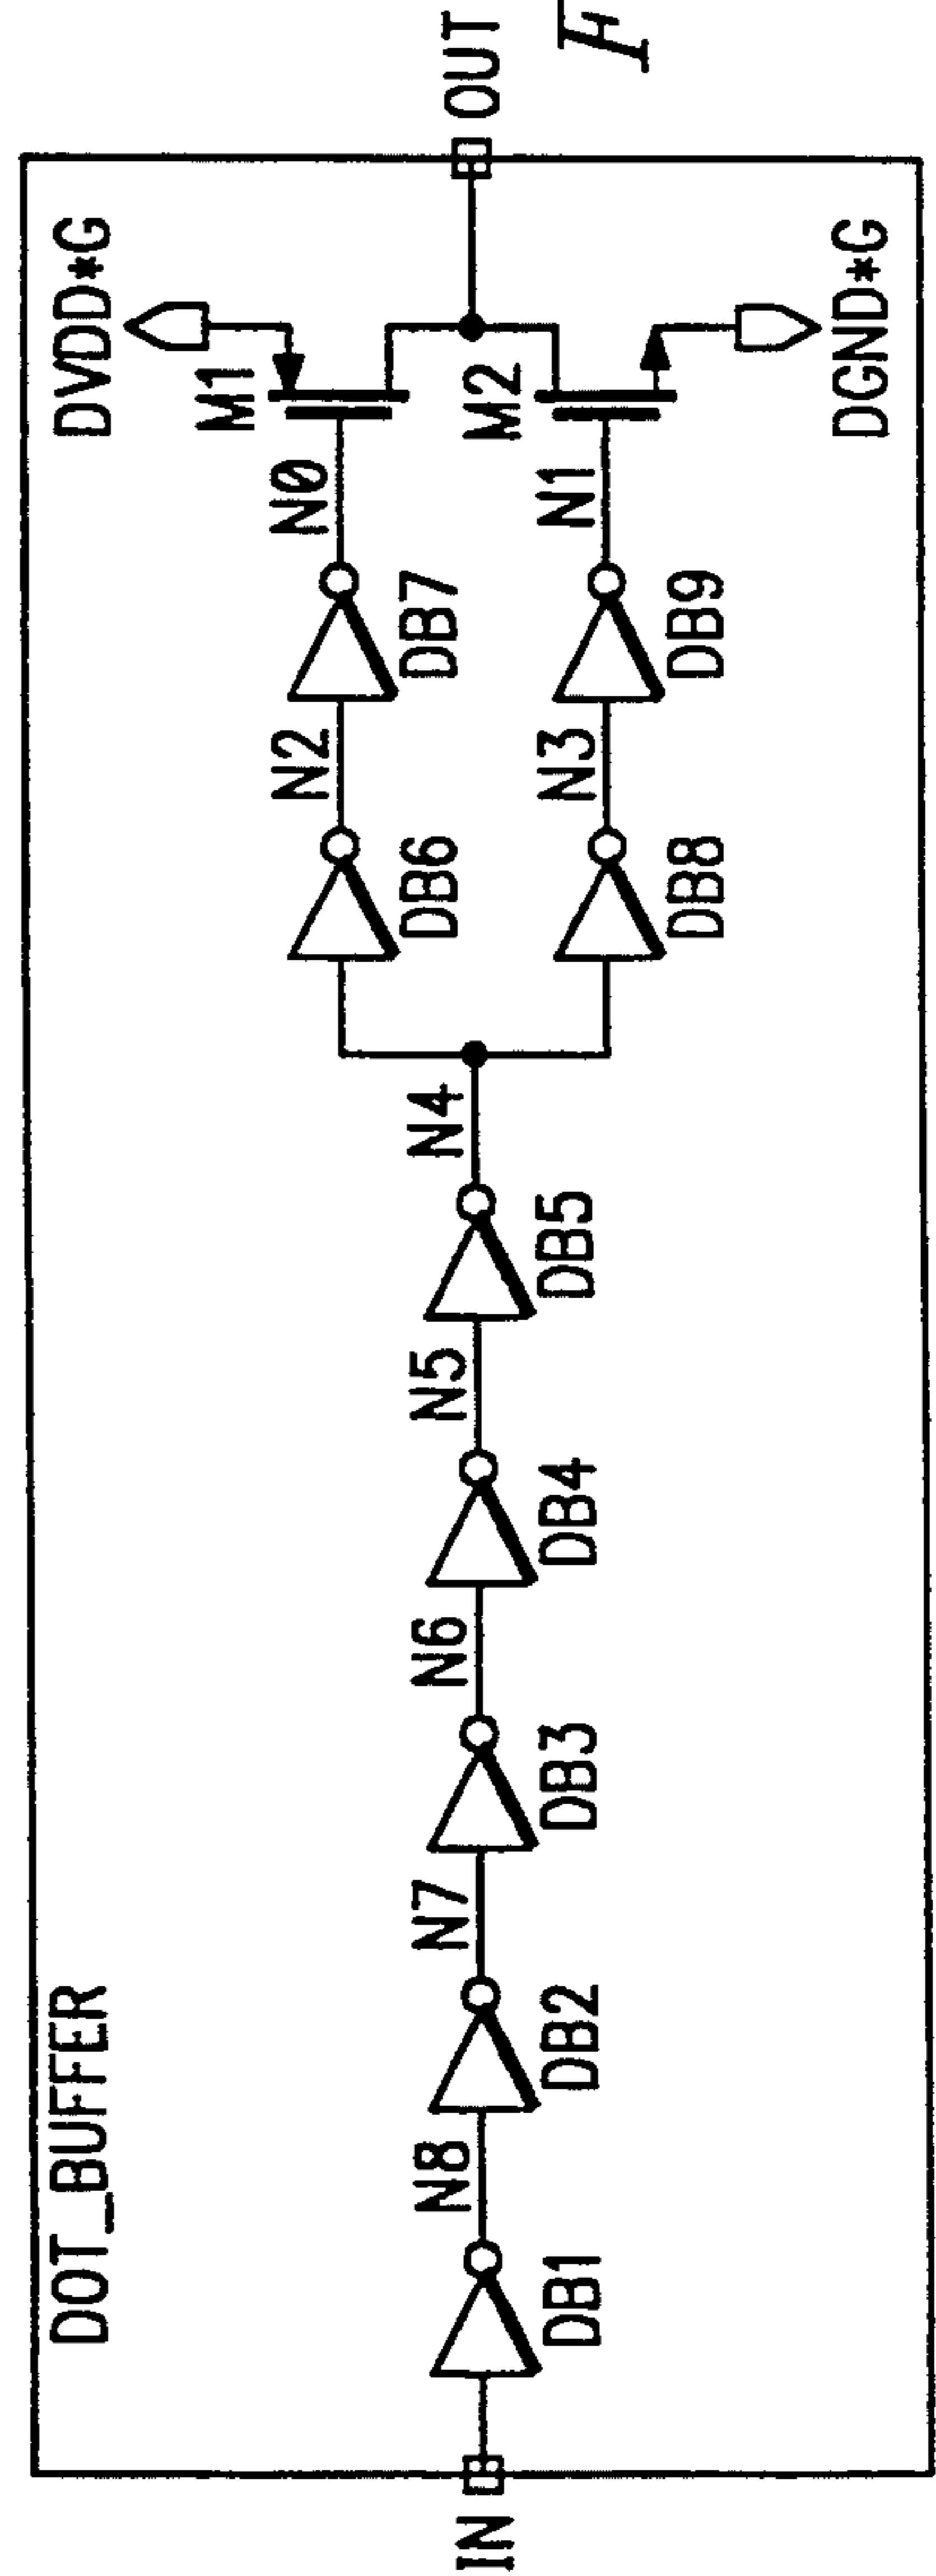 DOT_BUFFER
DVDD*G
M1
N0
DB7
N2
DB6
IN
DB1
N8
DB2
N7
DB3
N6
DB4
N5
DB5
N4
OUT
M2
N1
DB9
N3
DB8
DGND*G